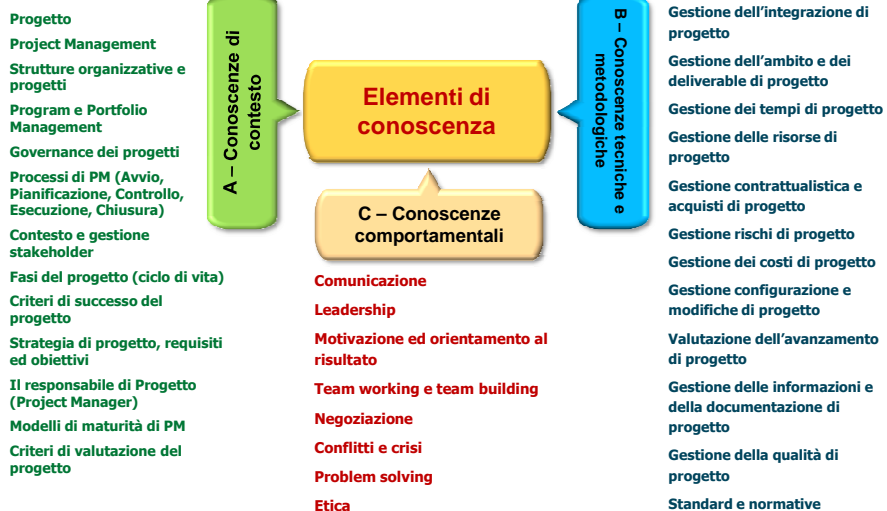 Progetto
Project Management
Strutture organizzative e
progetti
Program e Portfolio
Management
Governance dei progetti
Processi di PM (Avvio,
Pianificazione, Controllo,
Esecuzione, Chiusura)
Contesto e gestione
stakeholder
Fasi del progetto (ciclo di vita)
Criteri di successo del
progetto
Strategia di progetto, requisiti
ed obiettivi
Il responsabile di Progetto
(Project Manager)
Modelli di maturità di PM
Criteri di valutazione del
progetto
A – Conoscenze di
contesto
Elementi di
conoscenza
C – Conoscenze
comportamentali
Comunicazione
Leadership
Motivazione ed orientamento al
risultato
Team working e team building
Negoziazione
Conflitti e crisi
Problem solving
Etica
B – Conoscenze tecniche e
metodologiche
Gestione dell’integrazione di
progetto
Gestione dell’ambito e dei
deliverable di progetto
Gestione dei tempi di progetto
Gestione delle risorse di
progetto
Gestione contrattualistica e
acquisti di progetto
Gestione rischi di progetto
Gestione dei costi di progetto
Gestione configurazione e
modifiche di progetto
Valutazione dell’avanzamento
di progetto
Gestione delle informazioni e
della documentazione di
progetto
Gestione della qualità di
progetto
Standard e normative